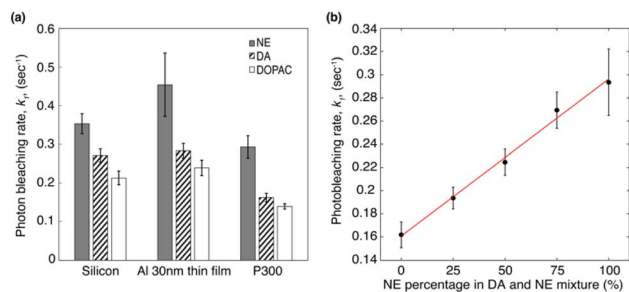 (a)
Photon bleaching rate, k₁, (sec⁻¹)
0.6
0.5
0.4
0.3
0.2
0.1
0
NE
DA
DOPAC
Silicon Al 30nm thin film P300
(b)
Photobleaching rate, k₁, (sec⁻¹)
0.34
0.32
0.3
0.28
0.26
0.24
0.22
0.2
0.18
0.16
0.14
0 25 50 75 100
NE percentage in DA and NE mixture (%)